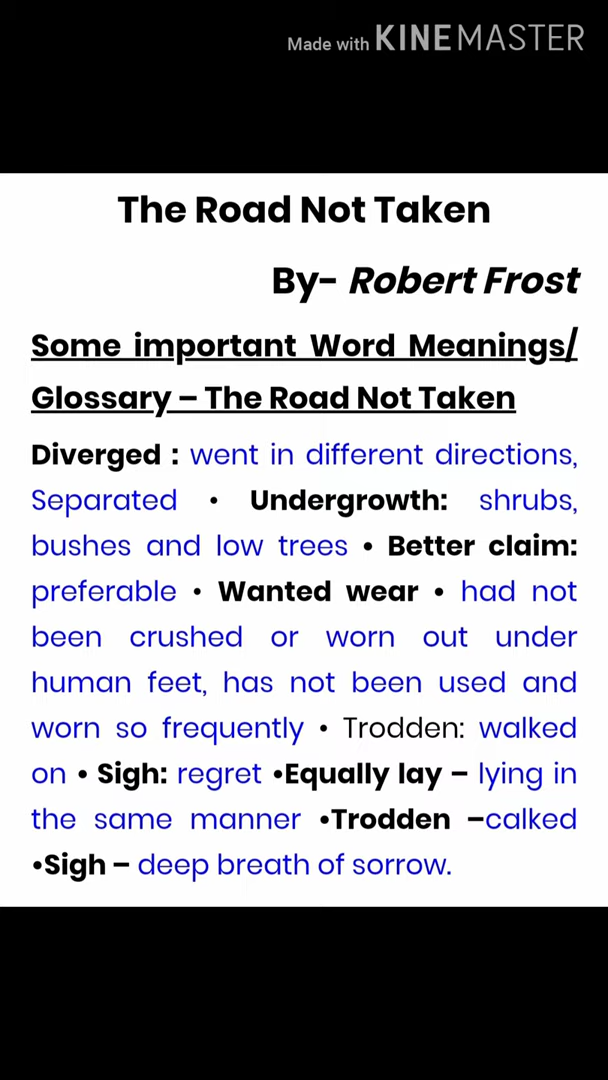 Made with KINEMASTER
The Road Not Taken
By- Robert Frost
Some important Word Meanings/
Glossary – The Road Not Taken
Diverged : went in different directions,
Separated • Undergrowth: shrubs,
bushes and low trees • Better claim:
preferable • Wanted wear • had not
been crushed or worn out under
human feet, has not been used and
worn so frequently • Trodden: walked
on • Sigh: regret •Equally lay – lying in
the same manner •Trodden –calked
•Sigh – deep breath of sorrow.